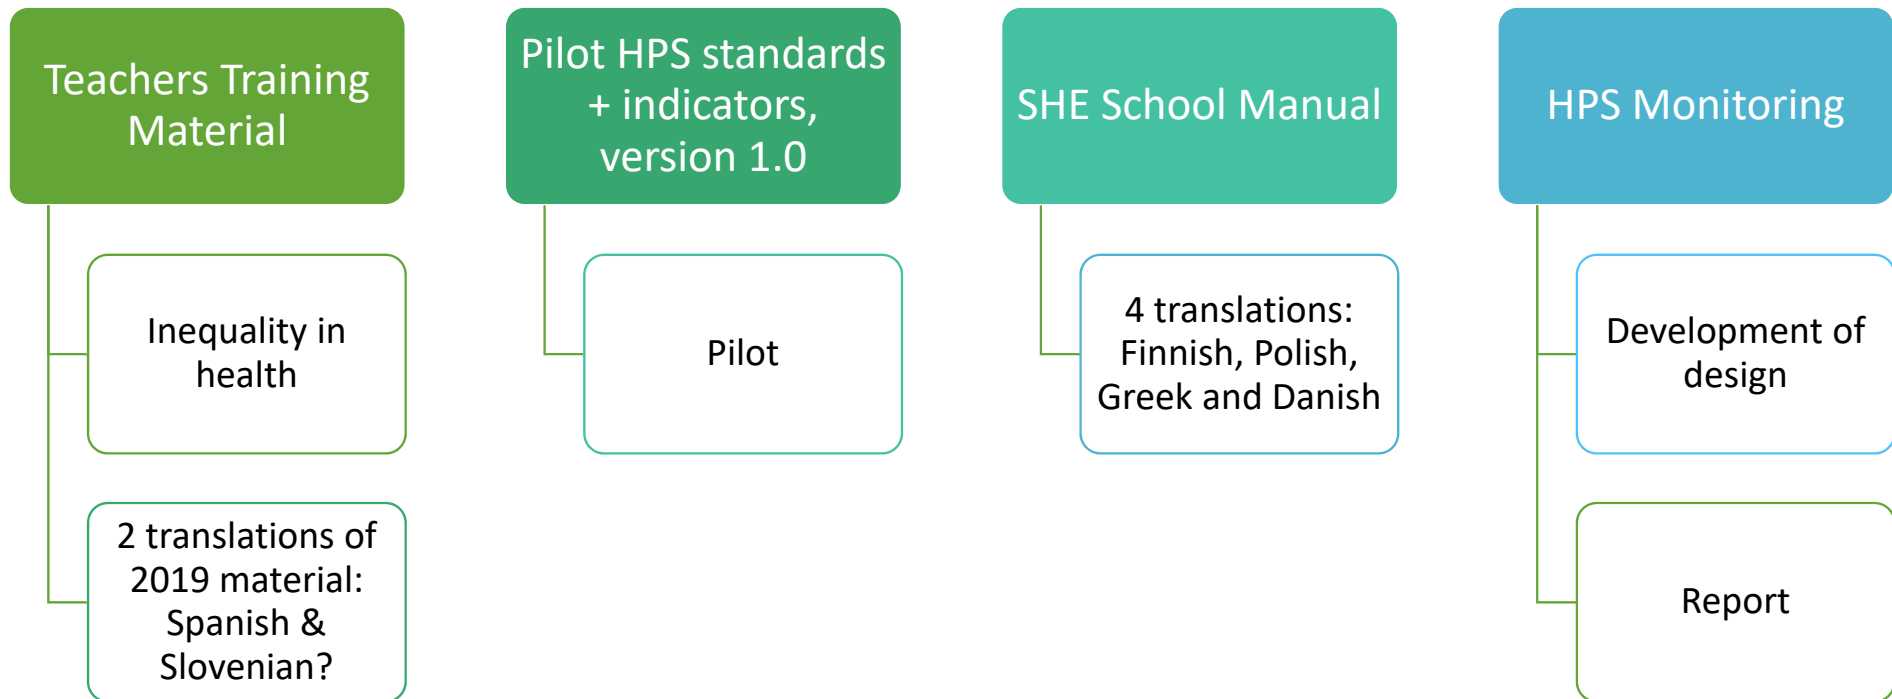 Teachers Training
Material
Inequality in
health
2 translations of
2019 material:
Spanish &
Slovenian?
Pilot HPS standards
+ indicators,
version 1.0
Pilot
SHE School Manual
4 translations:
Finnish, Polish,
Greek and Danish
HPS Monitoring
Development of
design
Report